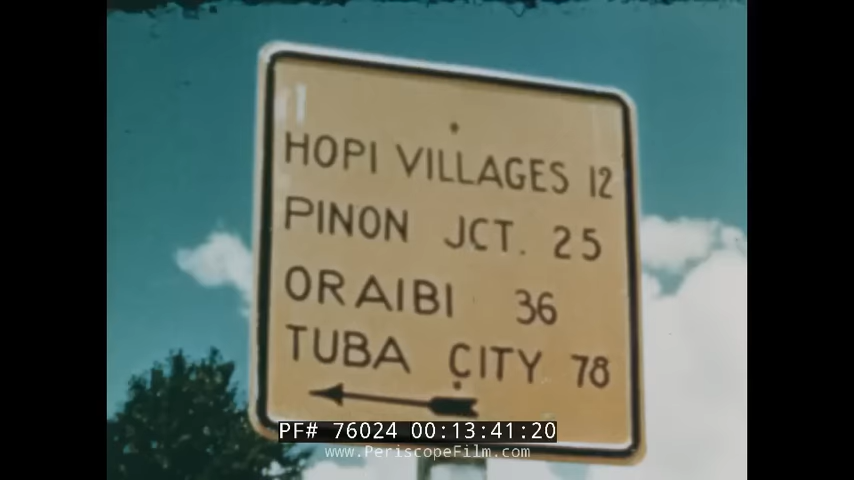 HOPI VILLAGES 12
PINON JCT. 25
ORAIBI 36
TUBA CITY 78
PF# 76024 00:13:41:20
www.PeriscopeFilm.com